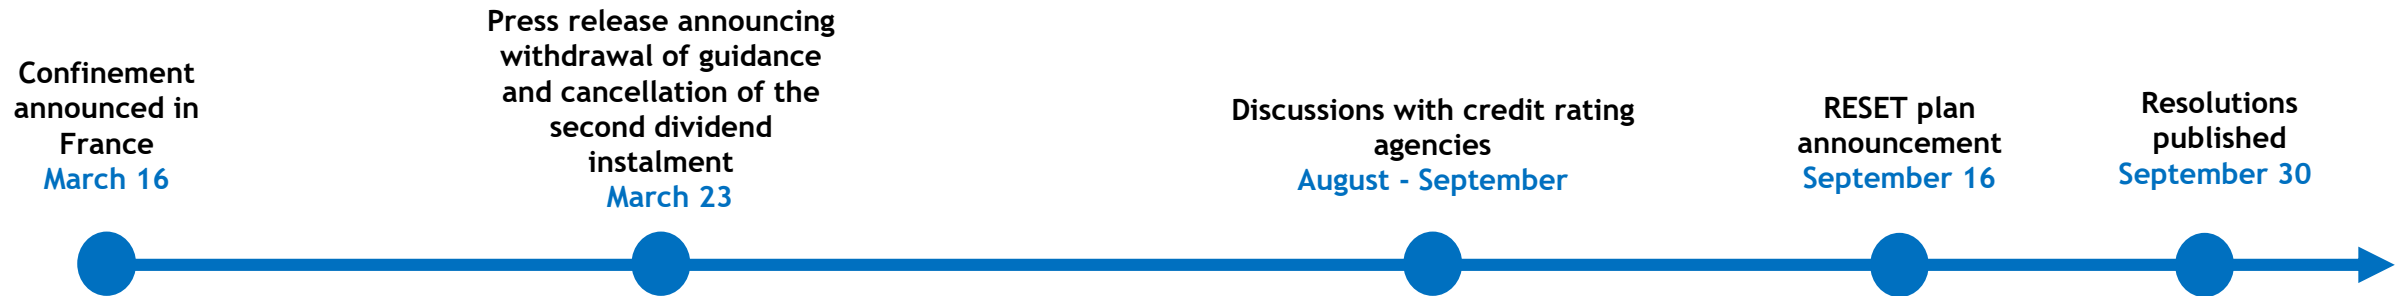 Confinement
announced in
France
March 16
Press release announcing
withdrawal of guidance
and cancellation of the
second dividend
instalment
March 23
Discussions with credit rating
agencies
August - September
RESET plan
announcement
September 16
Resolutions
published
September 30